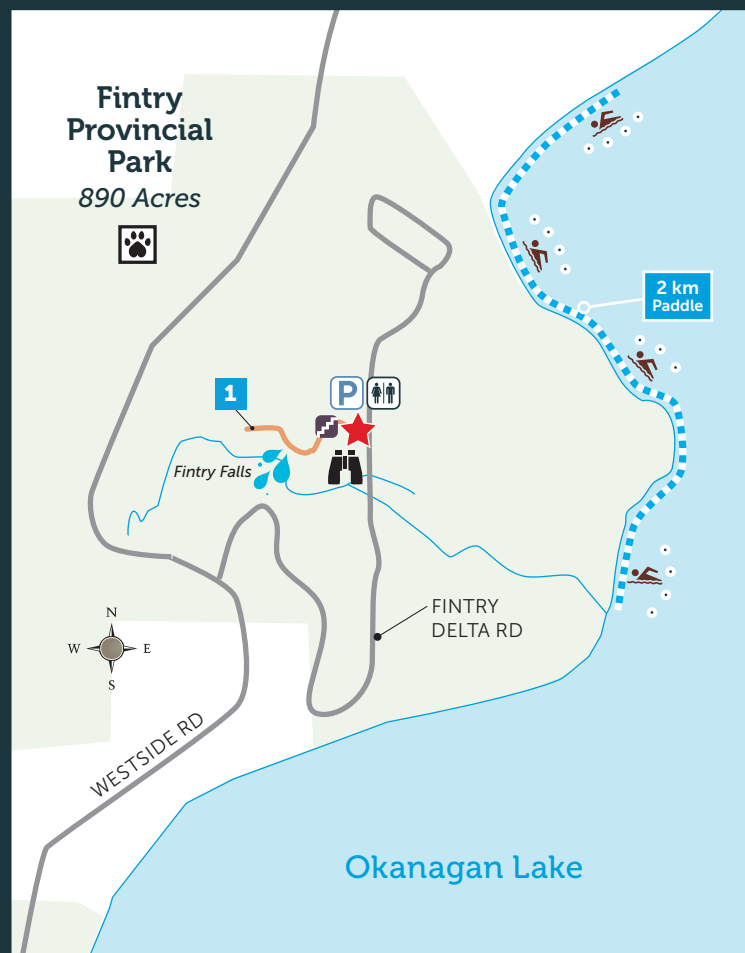 Fintry
Provincial
Park
890 Acres
2 km
Paddle
1
P
Fintry Falls
N
W
E
S
FINTRY
DELTA RD
WESTSIDE RD
Okanagan Lake